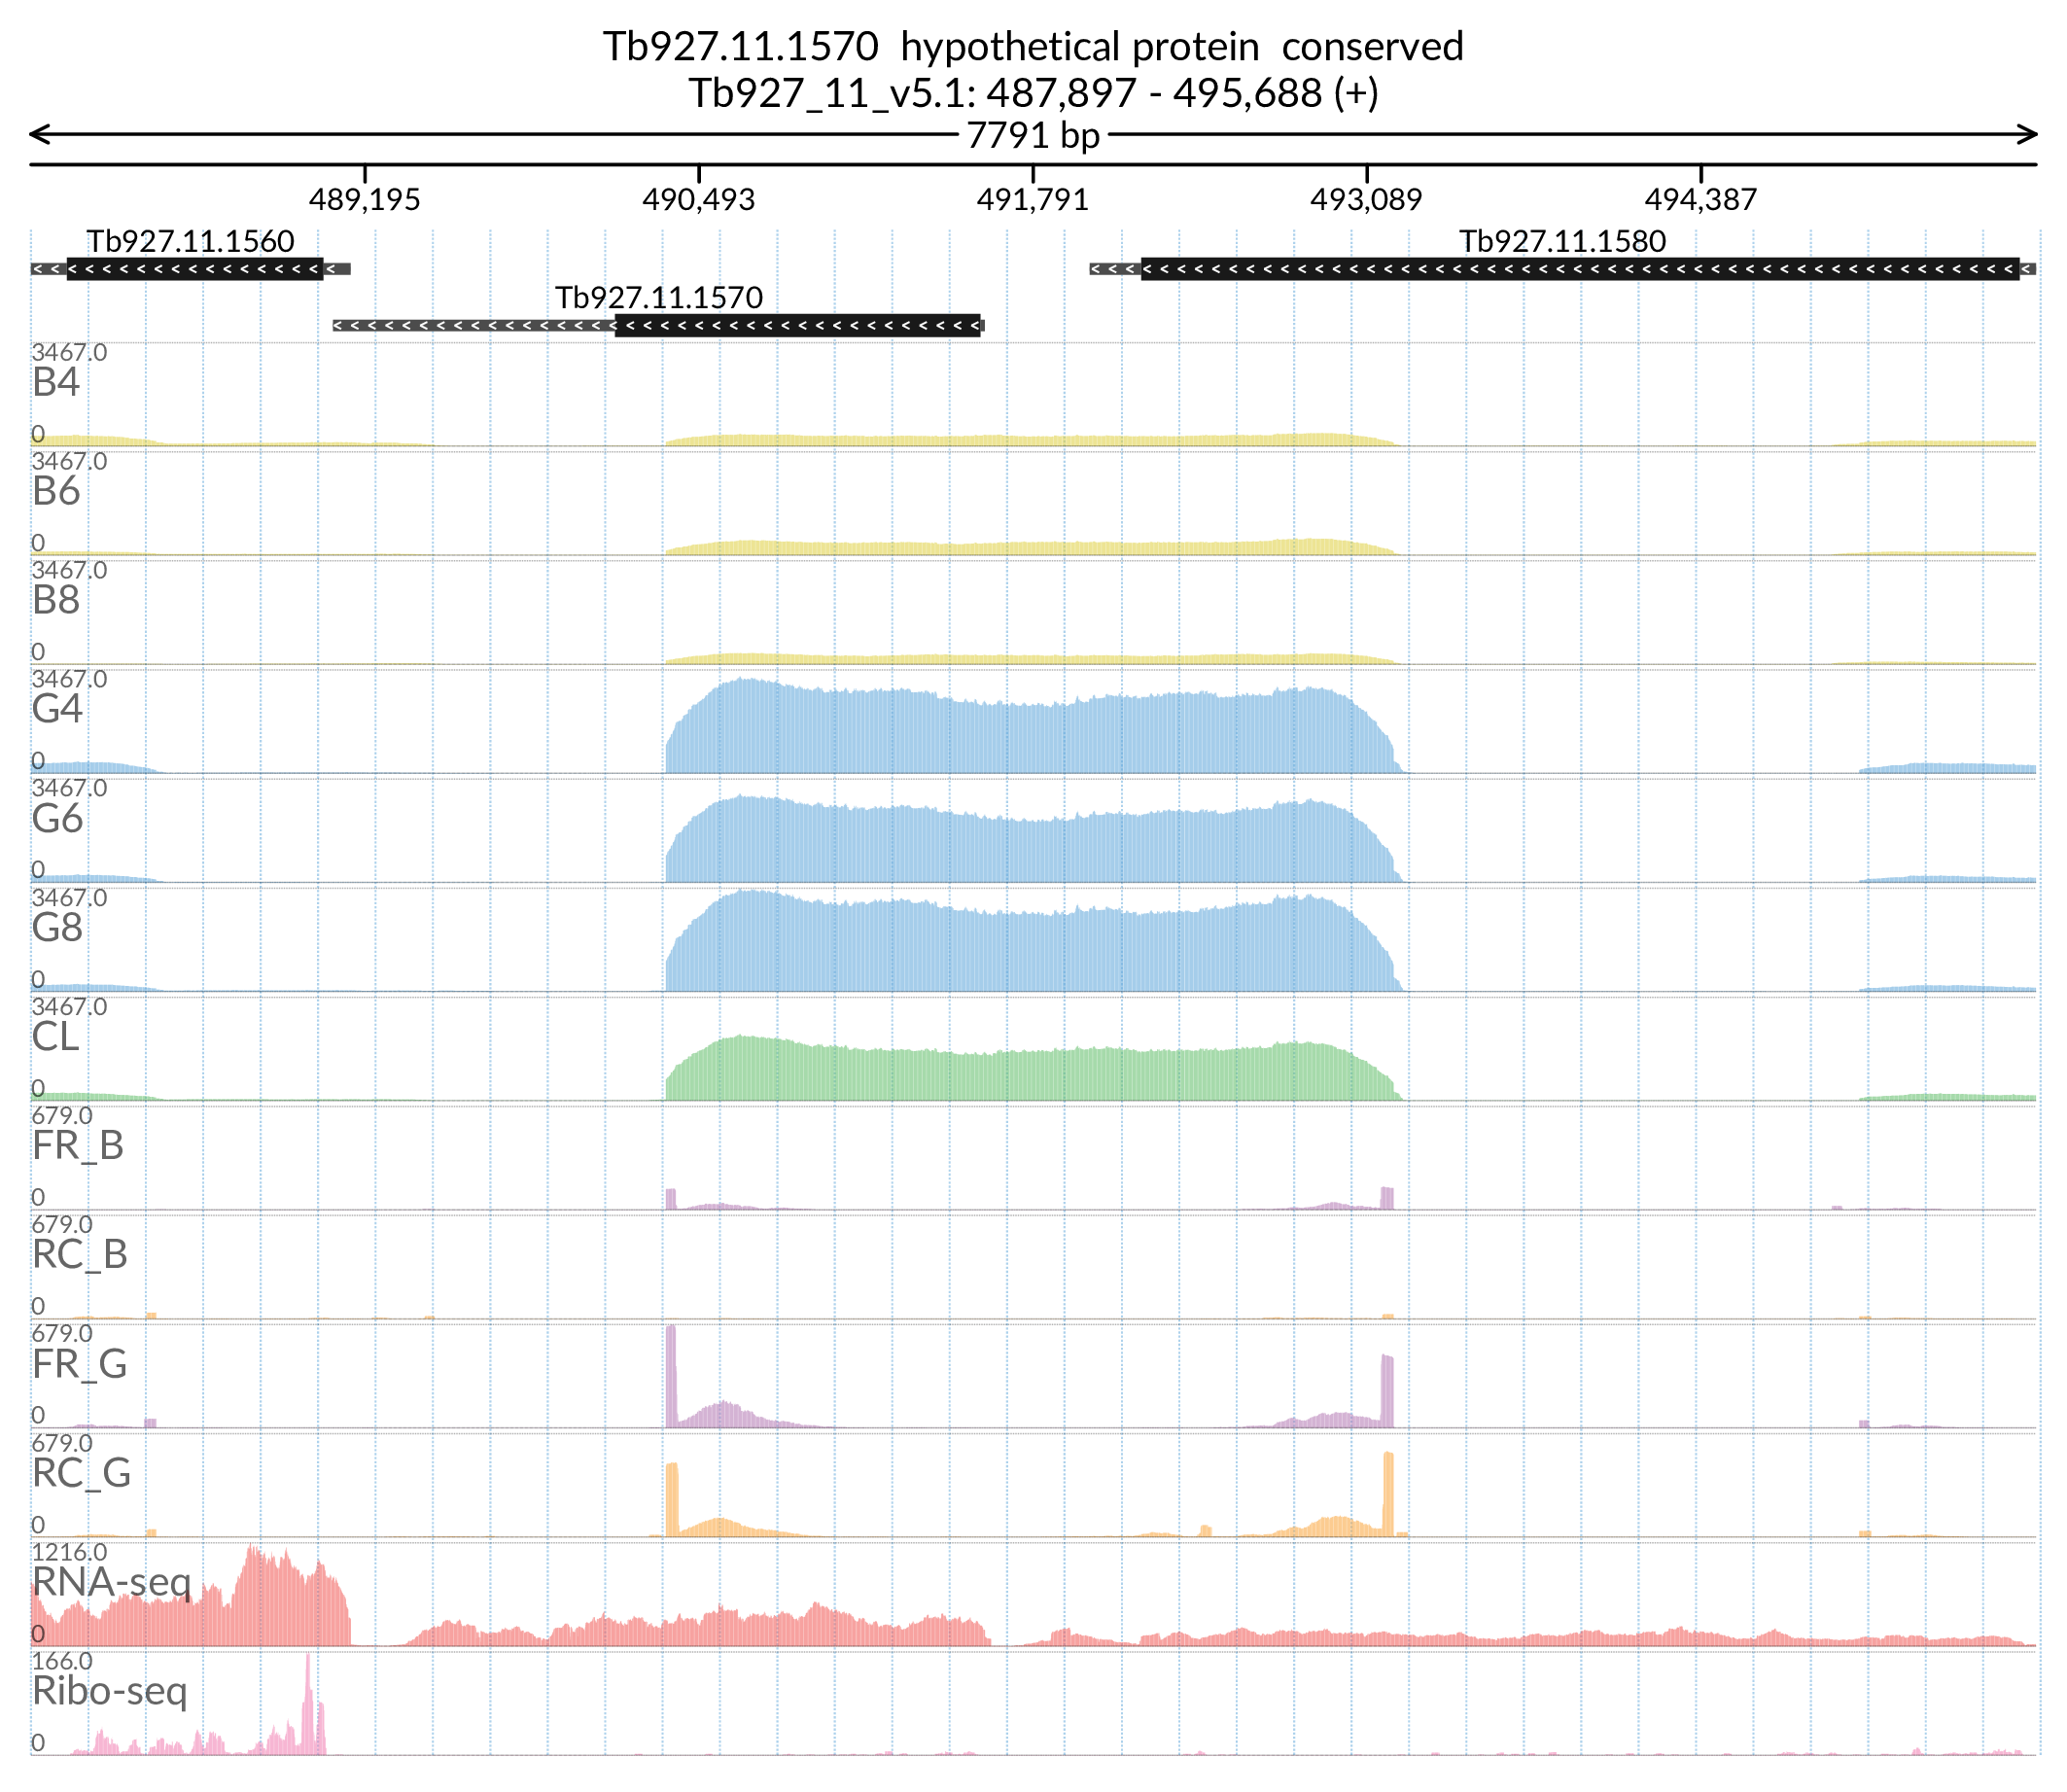 Tb927.11.1570  hypothetical protein  conserved
Tb927_11_v5.1: 487,897 - 495,688 (+)
7791 bp
489,195 490,493 491,791 493,089 494,387
Tb927.11.1560 Tb927.11.1580
Tb927.11.1570
3467.0
B4
0
3467.0
B6
0
3467.0
B8
0
3467.0
G4
0
3467.0
G6
0
3467.0
G8
0
3467.0
CL
0
679.0
FR_B
0
679.0
RC_B
0
679.0
FR_G
0
679.0
RC_G
0
1216.0
RNA-seq
0
166.0
Ribo-seq
0